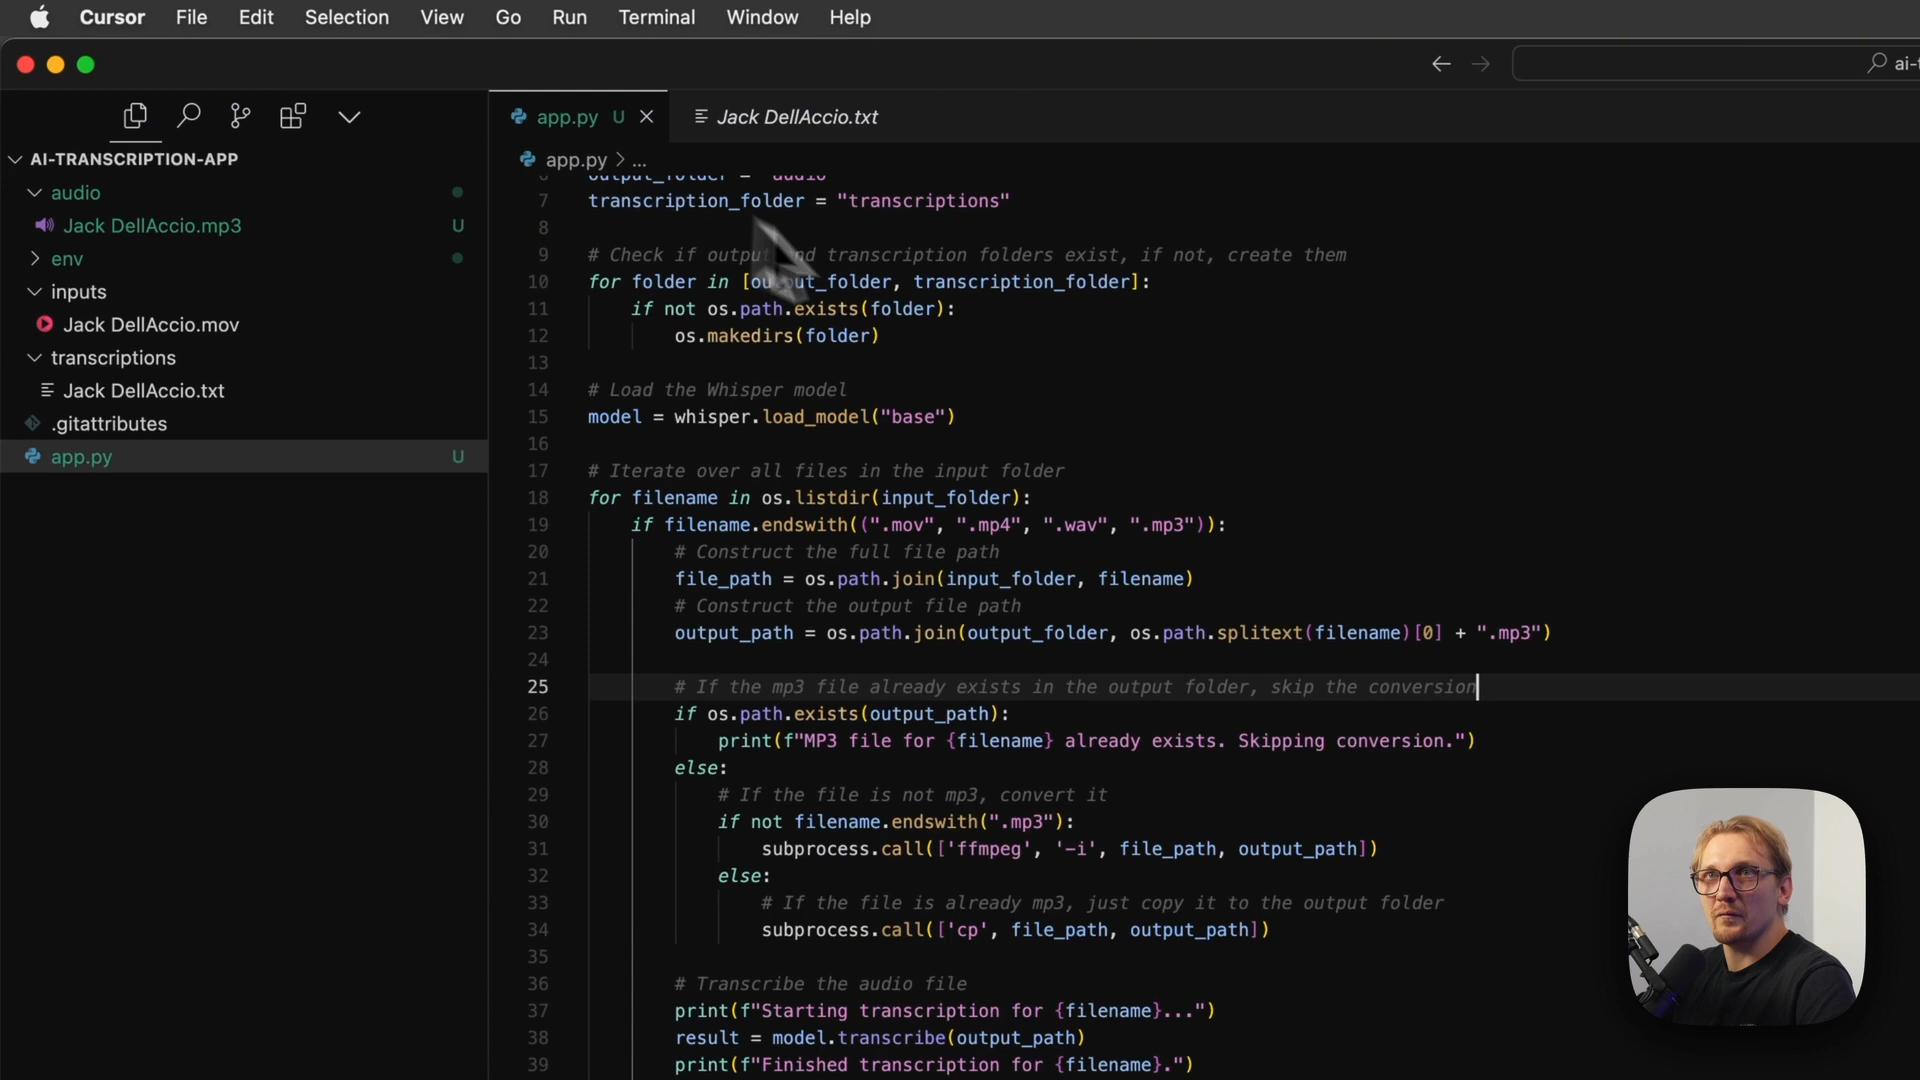 Cursor File Edit Selection View Go Run Terminal Window Help
ai-t
app.py U
Jack DellAccio.txt
AI-TRANSCRIPTION-APP
app.py > ...
audio
Jack DellAccio.mp3 U
env
inputs
Jack DellAccio.mov
transcriptions
Jack DellAccio.txt
.gitattributes
app.py U
6 output_folder = "audio"
7 transcription_folder = "transcriptions"
8
9 # Check if output and transcription folders exist, if not, create them
10 for folder in [output_folder, transcription_folder]:
11 if not os.path.exists(folder):
12 os.makedirs(folder)
13
14 # Load the Whisper model
15 model = whisper.load_model("base")
16
17 # Iterate over all files in the input folder
18 for filename in os.listdir(input_folder):
19 if filename.endswith((".mov", ".mp4", ".wav", ".mp3")):
20 # Construct the full file path
21 file_path = os.path.join(input_folder, filename)
22 # Construct the output file path
23 output_path = os.path.join(output_folder, os.path.splitext(filename)[0] + ".mp3")
24
25 # If the mp3 file already exists in the output folder, skip the conversion
26 if os.path.exists(output_path):
27 print(f"MP3 file for {filename} already exists. Skipping conversion.")
28 else:
29 # If the file is not mp3, convert it
30 if not filename.endswith(".mp3"):
31 subprocess.call(['ffmpeg', '-i', file_path, output_path])
32 else:
33 # If the file is already mp3, just copy it to the output folder
34 subprocess.call(['cp', file_path, output_path])
35
36 # Transcribe the audio file
37 print(f"Starting transcription for {filename}...")
38 result = model.transcribe(output_path)
39 print(f"Finished transcription for {filename}.")